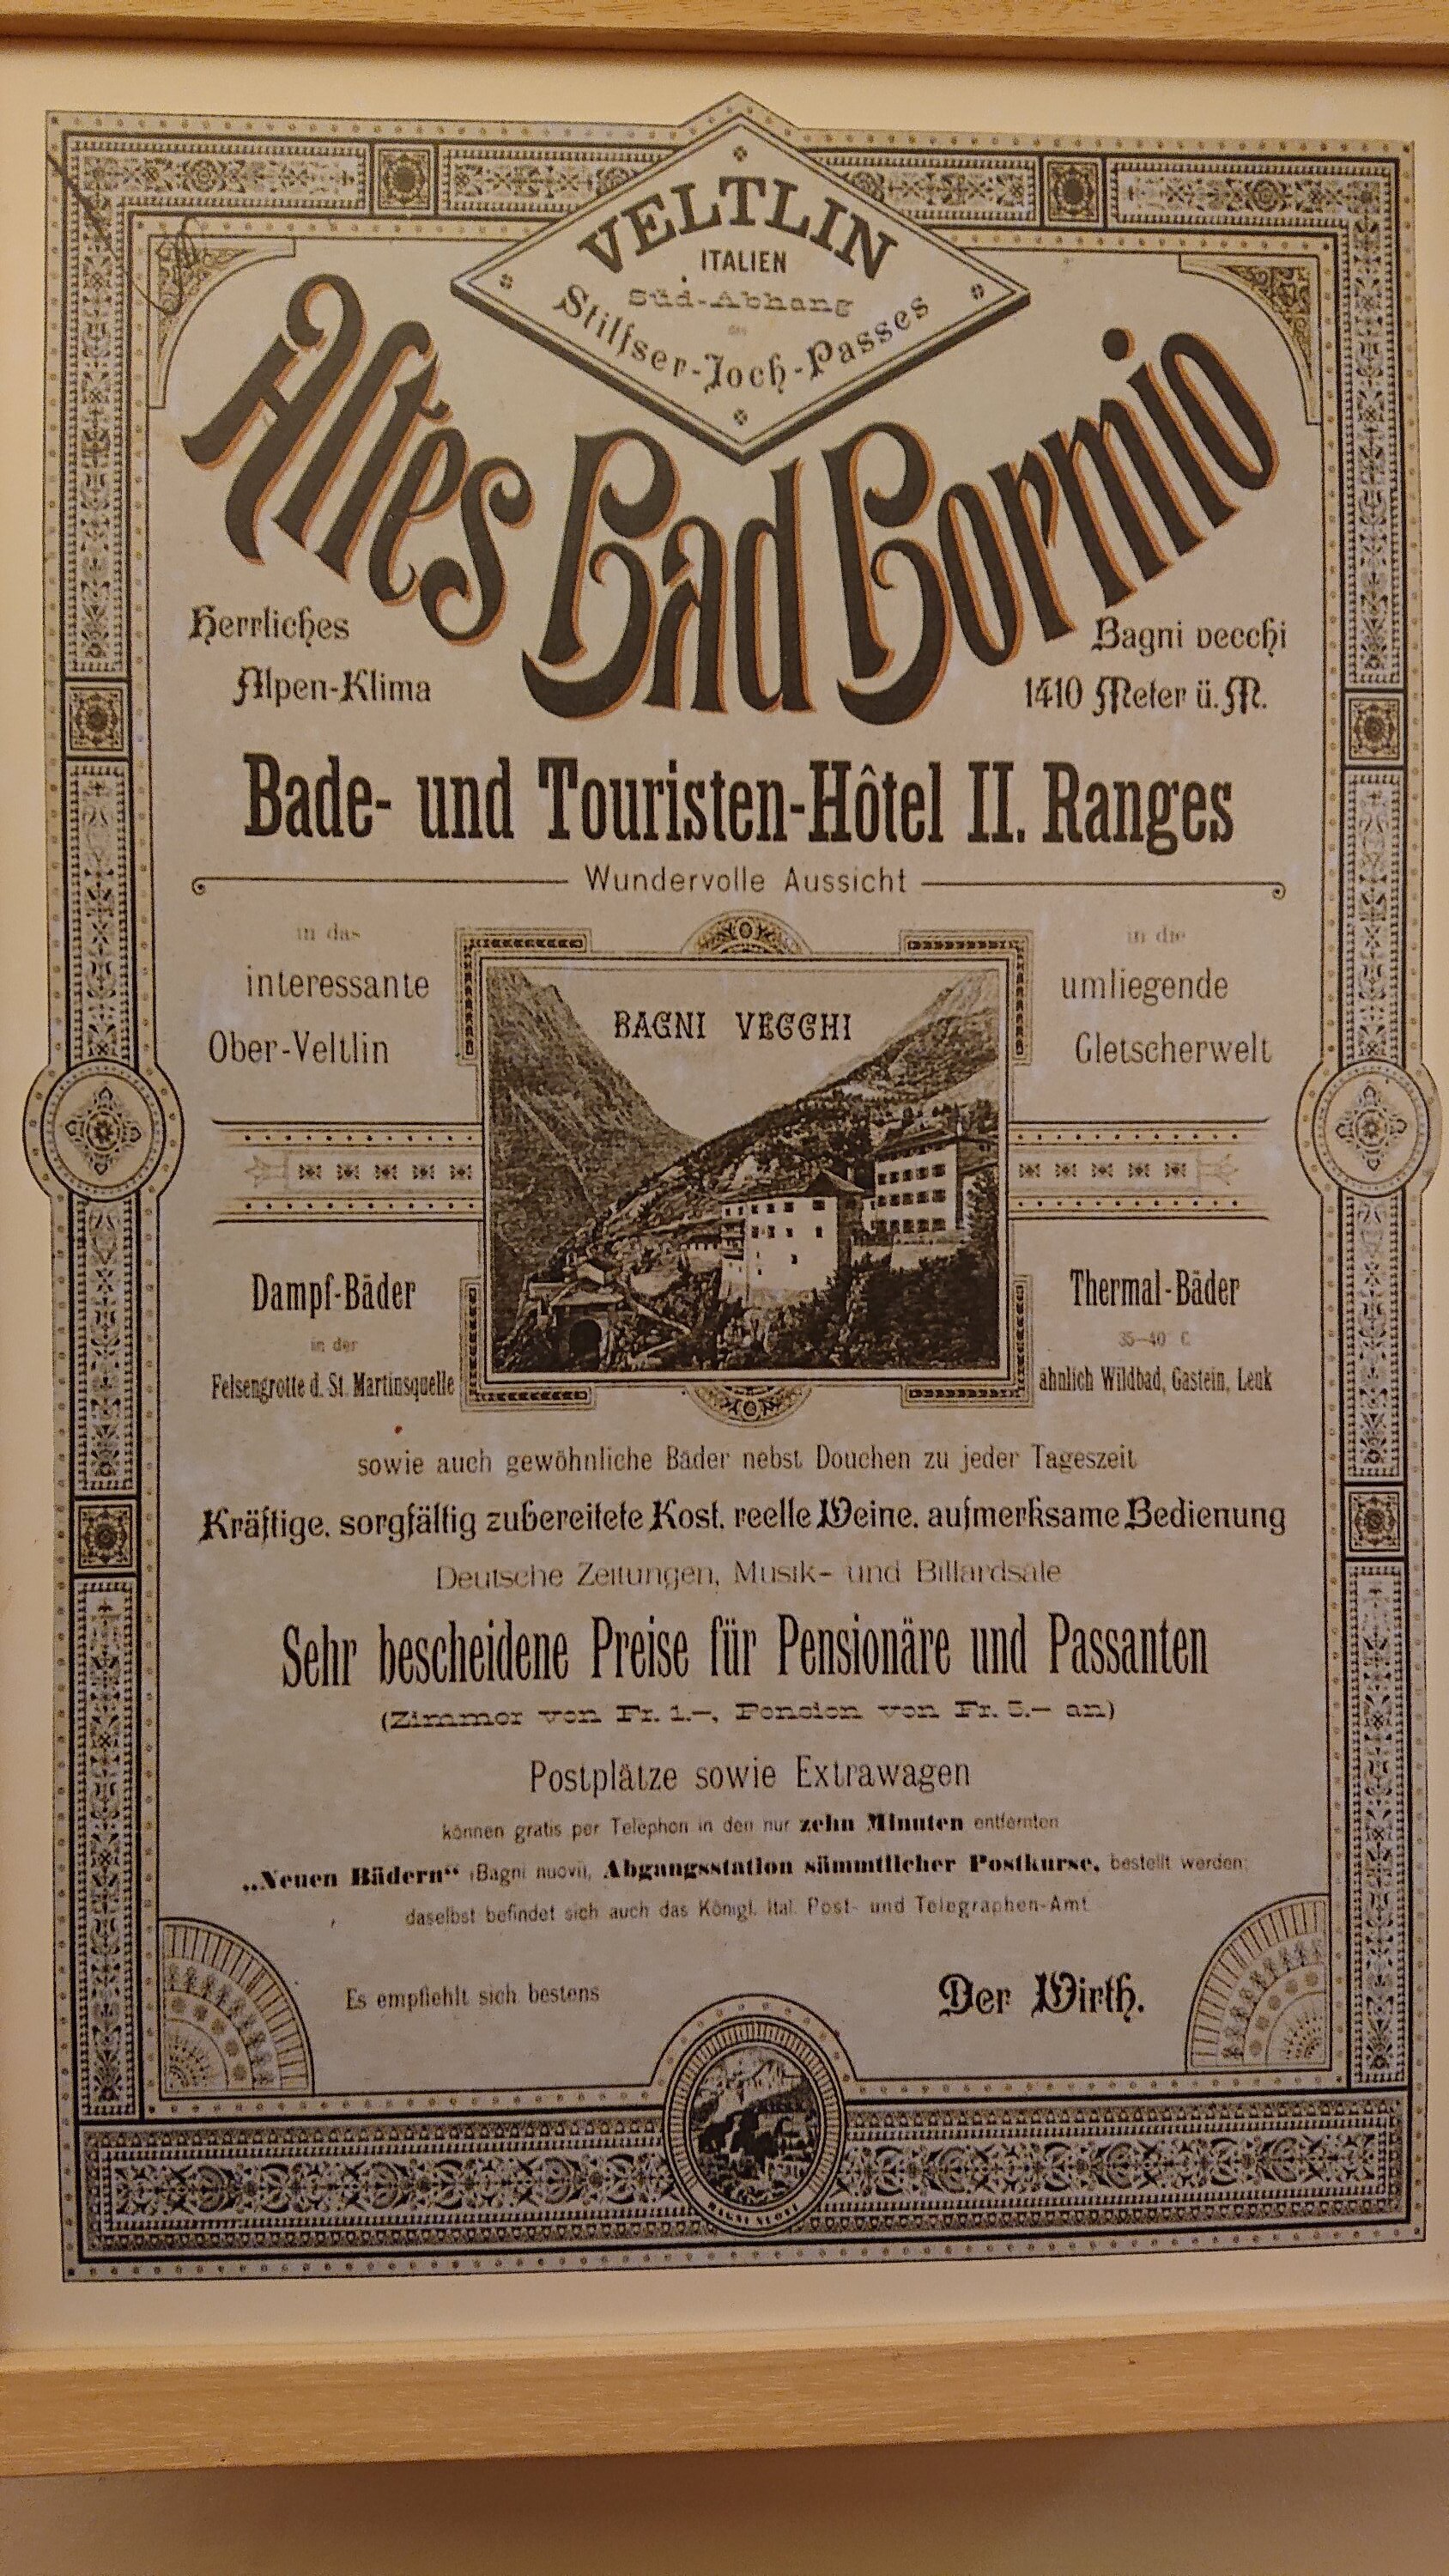 VELTLIN
ITALIEN
Süd-Abhang
des
Stilfser-Joch-Passes
Altes Bad Bormio
Herrliches
Alpen-Klima
Bagni vecchi
1410 Meter ü. M.
Bade- und Touristen-Hôtel II. Ranges
Wundervolle Aussicht
in das
interessante
Ober-Veltlin
in die
umliegende
Gletscherwelt
BAGNI VECCHI
Dampf-Bäder
in der
Felsengrotte d. St. Martinsquelle
Thermal-Bäder
35–40° C.
ähnlich Wildbad, Gastein, Leuk
sowie auch gewöhnliche Bäder nebst Douchen zu jeder Tageszeit
Kräftige, sorgfältig zubereitete Kost, reelle Weine, aufmerksame Bedienung
Deutsche Zeitungen, Musik- und Billardsäle
Sehr bescheidene Preise für Pensionäre und Passanten
(Zimmer von Fr. 1.—, Pension von Fr. 5.— an)
Postplätze sowie Extrawagen
können gratis per Telephon in den nur zehn Minuten entfernten
„Neuen Bädern“ (Bagni nuovi), Abgangsstation sämmtlicher Postkurse, bestellt werden;
daselbst befindet sich auch das Königl. Ital. Post- und Telegraphen-Amt.
Es empfiehlt sich bestens
Der Wirth.
BAGNI NUOVI